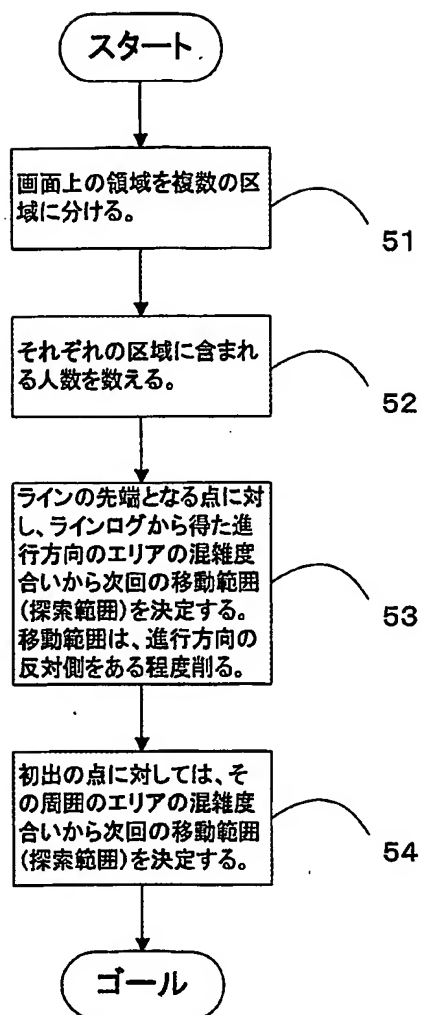 スタート
画面上の領域を複数の区
域に分ける。
51
それぞれの区域に含まれ
る人数を数える。
52
ラインの先端となる点に対
し、ラインログから得た進
行方向のエリアの混雑度
合いから次回の移動範囲
(探索範囲)を決定する。
移動範囲は、進行方向の
反対側をある程度削る。
53
初出の点に対しては、そ
の周囲のエリアの混雑度
合いから次回の移動範囲
(探索範囲)を決定する。
54
ゴール